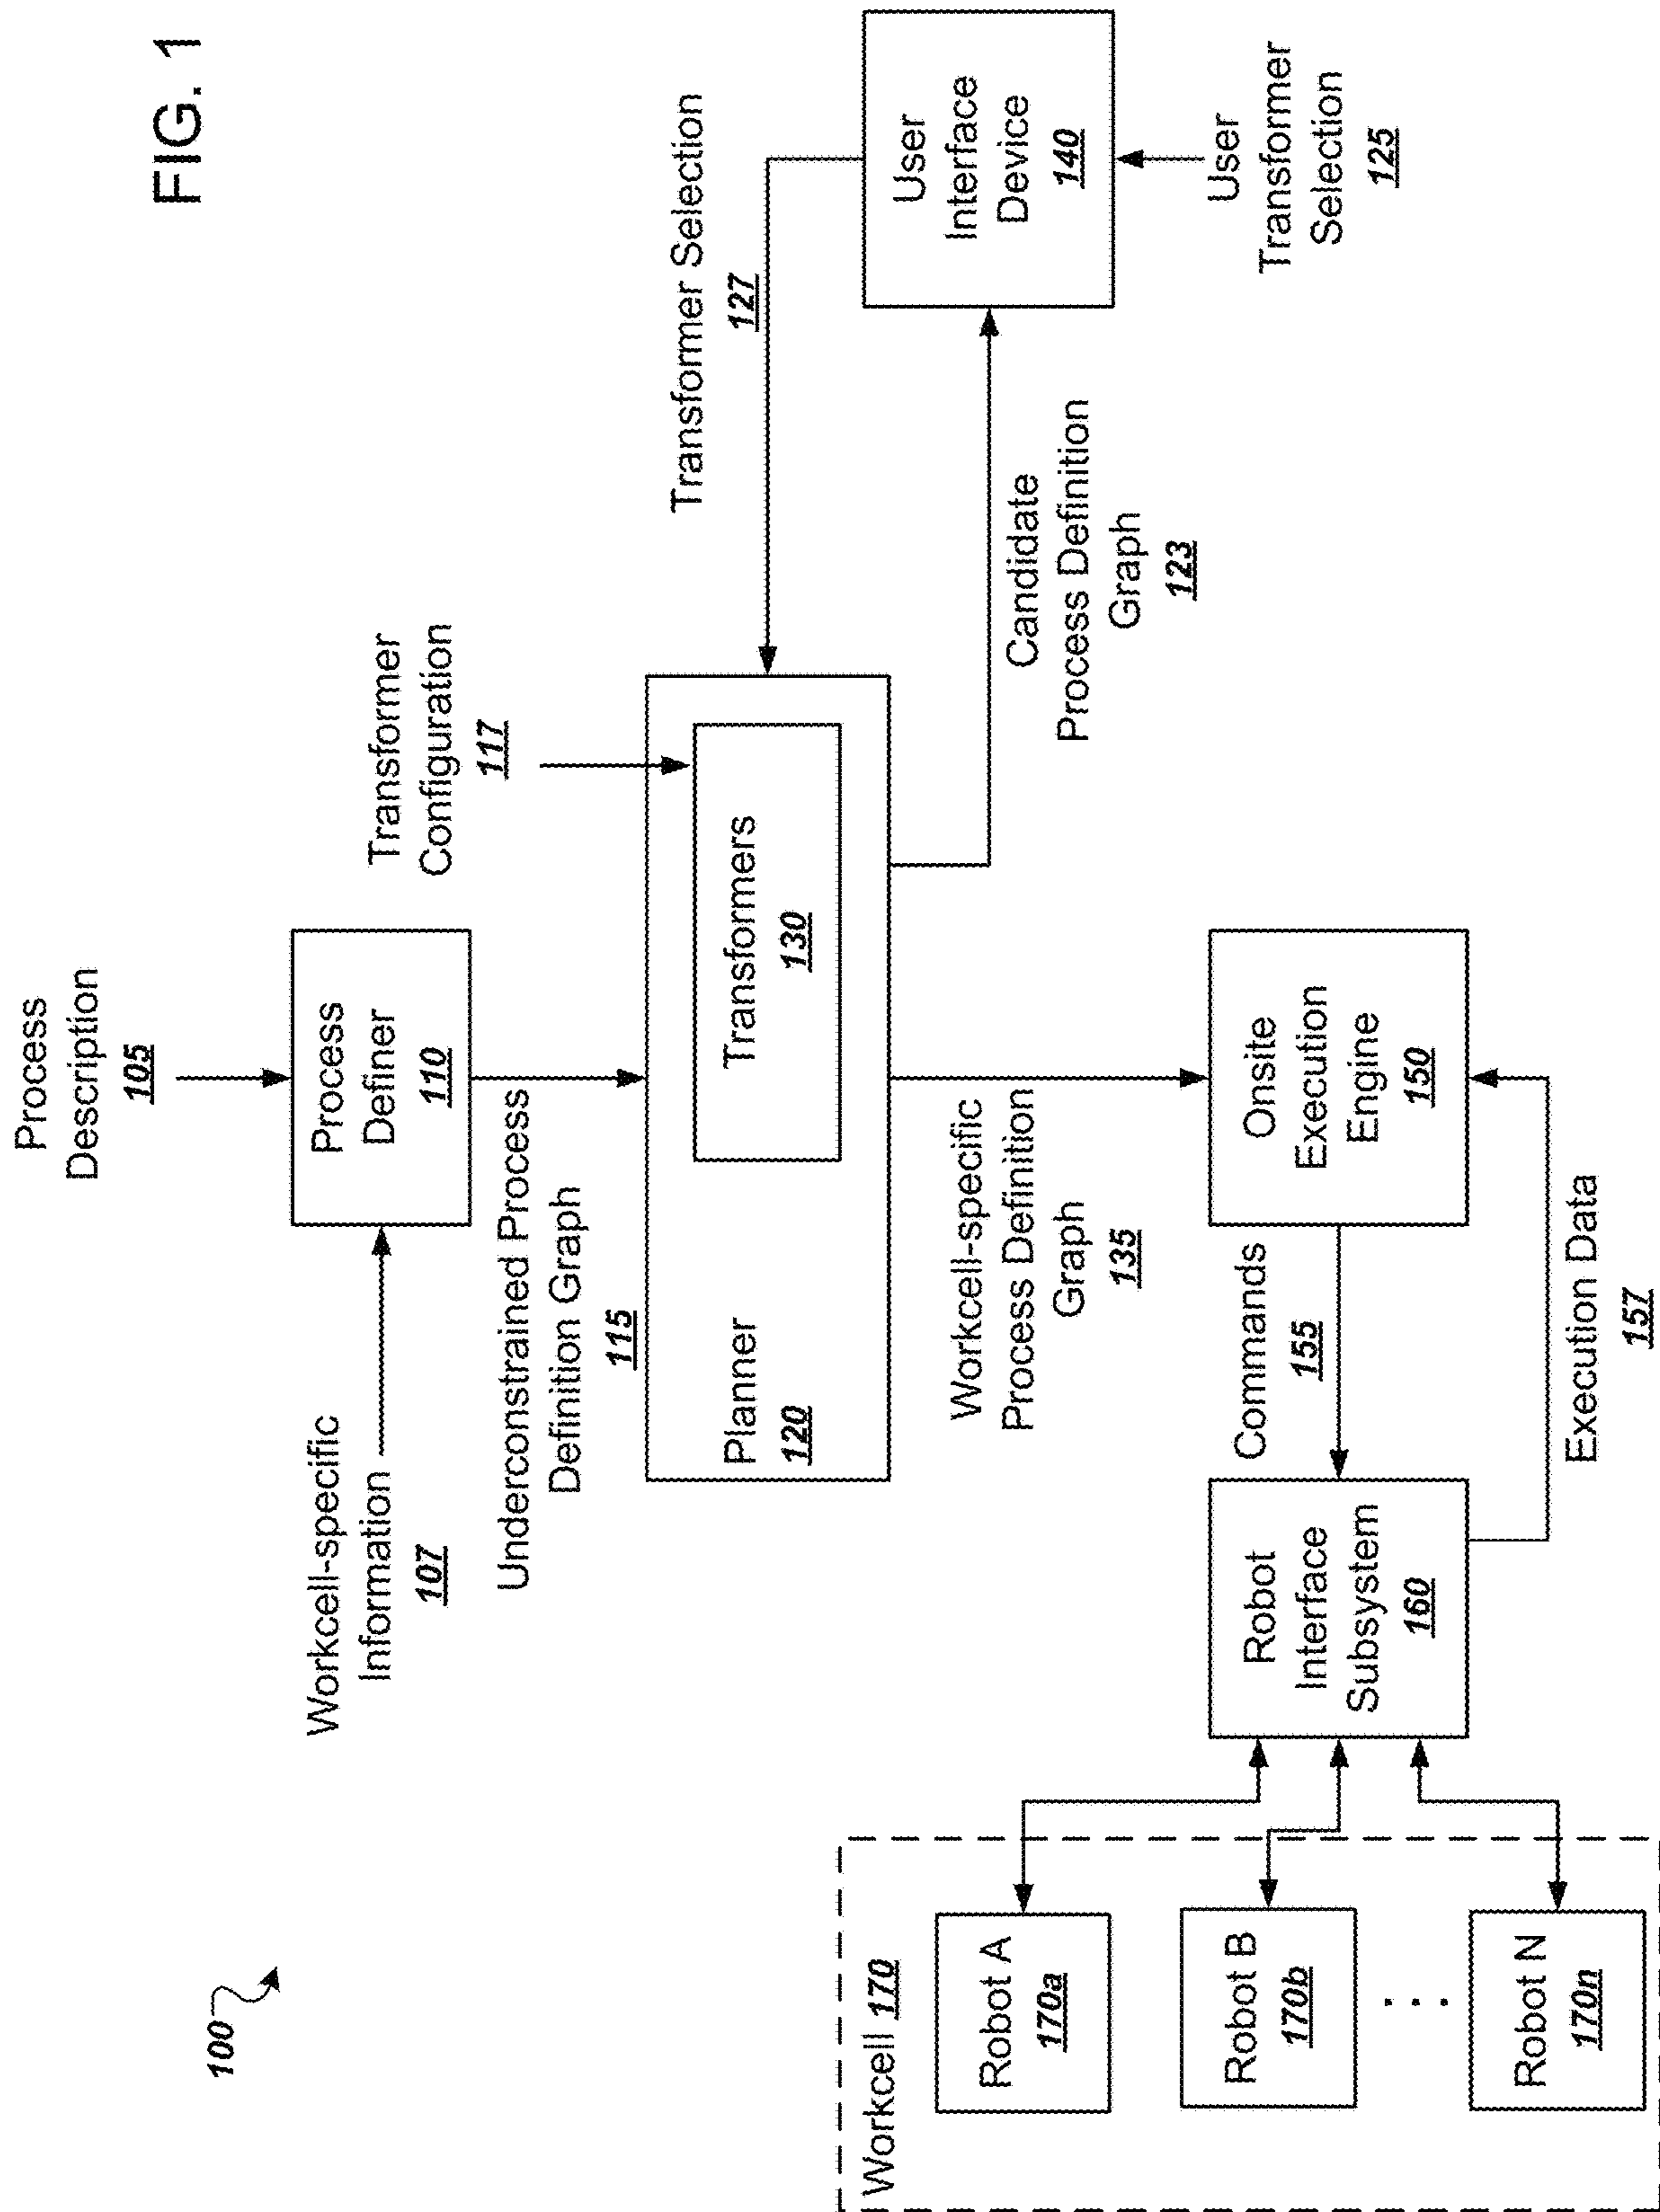 FIG. 1
100
Process
Description
105
Workcell-specific
Information
107
Process
Definer
110
Transformer
Configuration
117
Underconstrained Process
Definition Graph
115
Transformer Selection
127
Planner
120
Transformers
130
User
Interface
Device
140
User
Transformer
Selection
125
Candidate
Process Definition
Graph
123
Workcell-specific
Process Definition
Graph
135
Workcell 170
Robot A
170a
Robot B
170b
. . .
Robot N
170n
Robot
Interface
Subsystem
160
Commands
155
Onsite
Execution
Engine
150
Execution Data
157